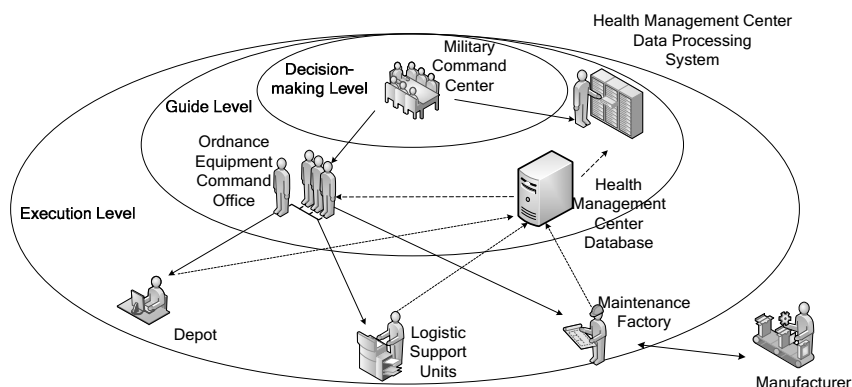 Health Management Center
Data Processing
System
Military
Command
Center
Decision-
making Level
Guide Level
Ordnance
Equipment
Command
Office
Health
Management
Center
Database
Execution Level
Depot
Logistic
Support
Units
Maintenance
Factory
Manufacturer